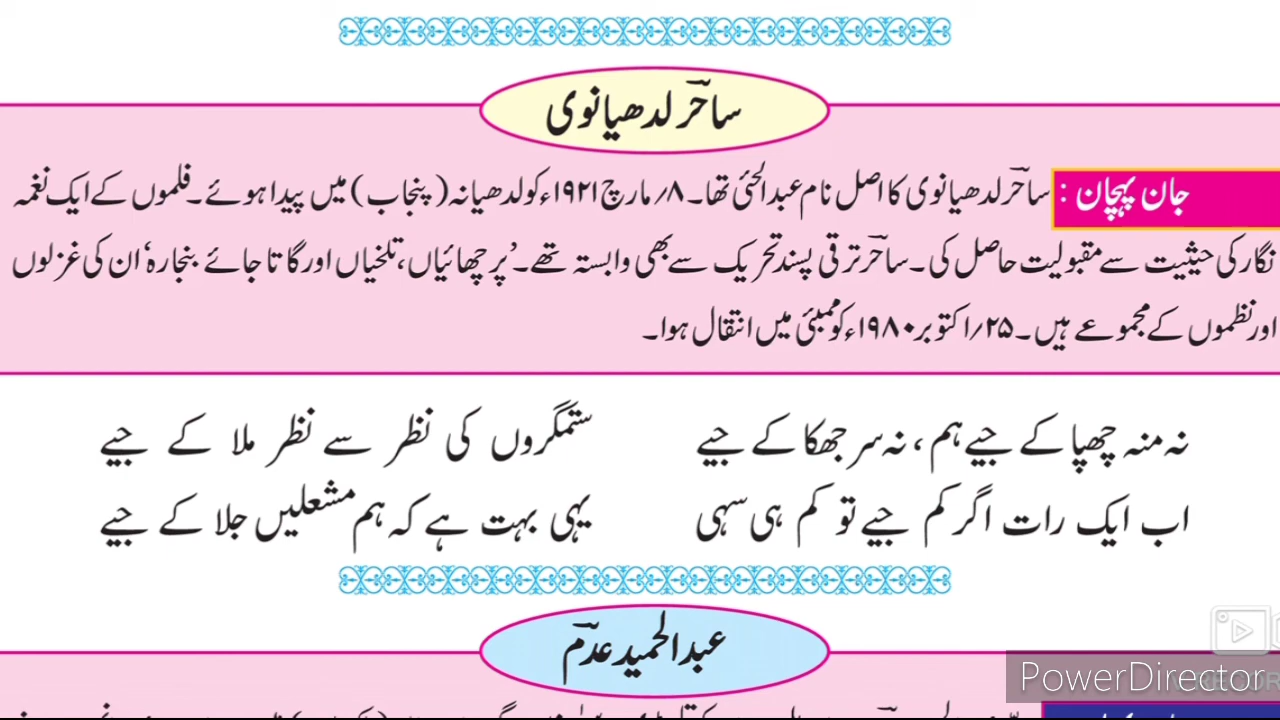 ساحر لدھیانوی
جان پہچان : ساحر لدھیانوی کا اصل نام عبدالحئی تھا۔ ۸؍ مارچ ۱۹۲۱ء کو لدھیانہ (پنجاب) میں پیدا ہوئے۔ فلموں کے ایک نغمہ
نگار کی حیثیت سے مقبولیت حاصل کی۔ ساحر ترقی پسند تحریک سے بھی وابستہ تھے۔ ’پرچھائیاں، تلخیاں اور گاتا جائے بنجارہ‘ ان کی غزلوں
اور نظموں کے مجموعے ہیں۔ ۲۵؍ اکتوبر ۱۹۸۰ء کو ممبئی میں انتقال ہوا۔
نہ منہ چھپا کے جیے ہم، نہ سر جھکا کے جیے ستمگروں کی نظر سے نظر ملا کے جیے
اب ایک رات اگر کم جیے تو کم ہی سہی یہی بہت ہے کہ ہم مشعلیں جلا کے جیے
عبدالحمید عدم
PowerDirector